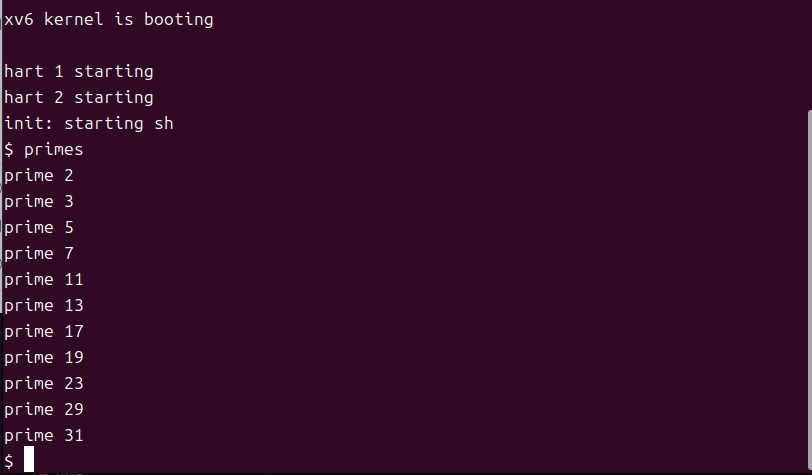 xv6 kernel is booting
hart 1 starting
hart 2 starting
init: starting sh
$ primes
prime 2
prime 3
prime 5
prime 7
prime 11
prime 13
prime 17
prime 19
prime 23
prime 29
prime 31
$